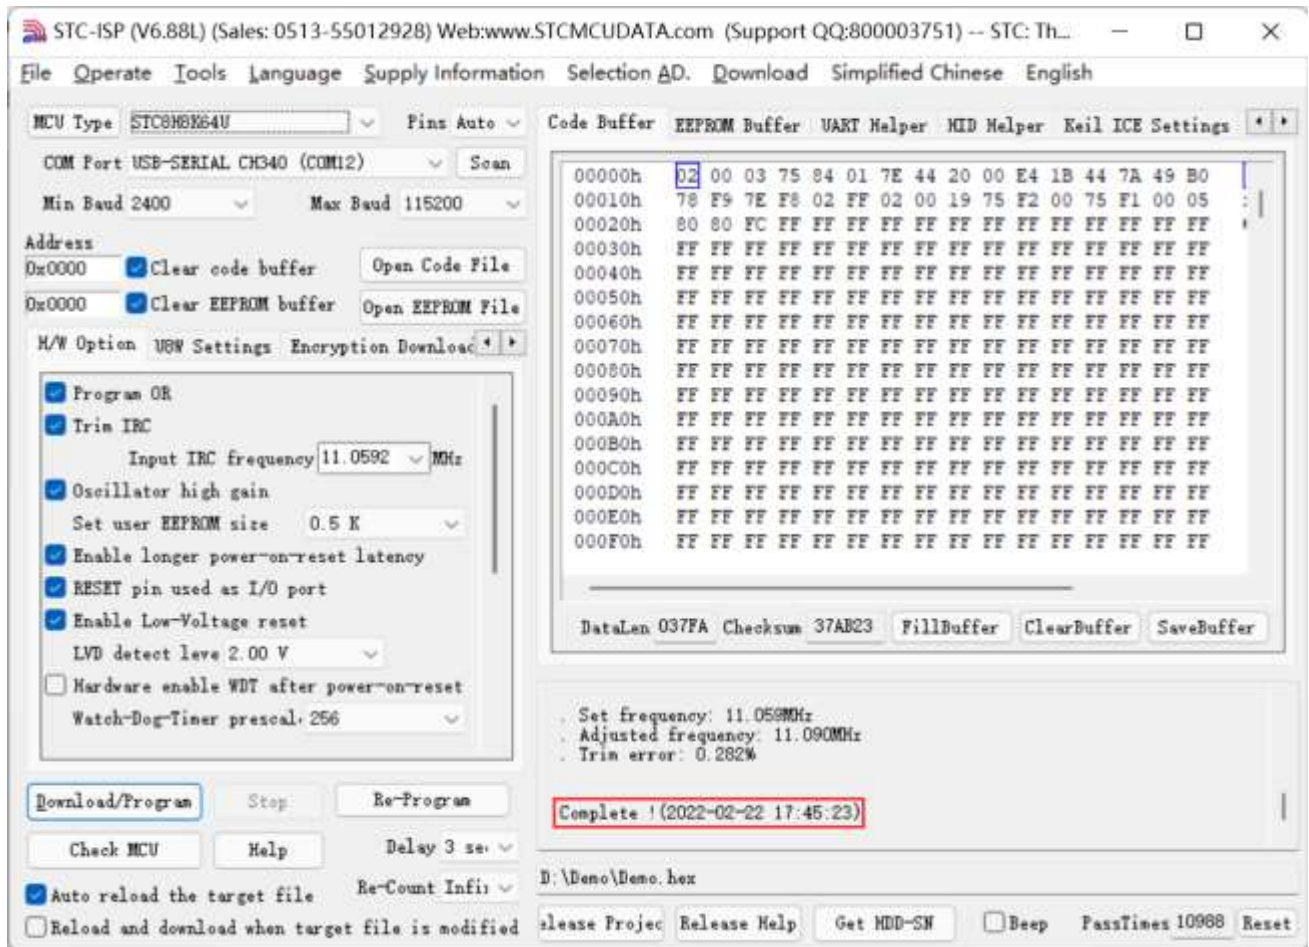 STC-ISP (V6.88L) (Sales: 0513-55012928) Web:www.STCMCUDATA.com (Support QQ:800003751) -- STC: Th...
File Operate Tools Language Supply Information Selection AD. Download Simplified Chinese English
MCU Type STC8H8K64U Pins Auto
COM Port USB-SERIAL CH340 (COM12) Scan
Min Baud 2400 Max Baud 115200
Address
0x0000 Clear code buffer Open Code File
0x0000 Clear EEPROM buffer Open EEPROM File
H/W Option U8W Settings Encryption Download
Program OR
Trim IRC
Input IRC frequency 11.0592 MHz
Oscillator high gain
Set user EEPROM size 0.5 K
Enable longer power-on-reset latency
RESET pin used as I/O port
Enable Low-Voltage reset
LVD detect leve 2.00 V
Hardware enable WDT after power-on-reset
Watch-Dog-Timer prescal 256
Download/Program Stop Re-Program
Check MCU Help Delay 3 se
Auto reload the target file Re-Count Infi
Reload and download when target file is modified
Code Buffer EEPROM Buffer UART Helper HID Helper Keil ICE Settings
00000h 02 00 03 75 84 01 7E 44 20 00 E4 1B 44 7A 49 B0
00010h 78 F9 7E F8 02 FF 02 00 19 75 F2 00 75 F1 00 05
00020h 80 80 FC FF FF FF FF FF FF FF FF FF FF FF FF FF
00030h FF FF FF FF FF FF FF FF FF FF FF FF FF FF FF FF
00040h FF FF FF FF FF FF FF FF FF FF FF FF FF FF FF FF
00050h FF FF FF FF FF FF FF FF FF FF FF FF FF FF FF FF
00060h FF FF FF FF FF FF FF FF FF FF FF FF FF FF FF FF
00070h FF FF FF FF FF FF FF FF FF FF FF FF FF FF FF FF
00080h FF FF FF FF FF FF FF FF FF FF FF FF FF FF FF FF
00090h FF FF FF FF FF FF FF FF FF FF FF FF FF FF FF FF
000A0h FF FF FF FF FF FF FF FF FF FF FF FF FF FF FF FF
000B0h FF FF FF FF FF FF FF FF FF FF FF FF FF FF FF FF
000C0h FF FF FF FF FF FF FF FF FF FF FF FF FF FF FF FF
000D0h FF FF FF FF FF FF FF FF FF FF FF FF FF FF FF FF
000E0h FF FF FF FF FF FF FF FF FF FF FF FF FF FF FF FF
000F0h FF FF FF FF FF FF FF FF FF FF FF FF FF FF FF FF
DataLen 037FA Checksum 37AB23 FillBuffer ClearBuffer SaveBuffer
. Set frequency: 11.059MHz
. Adjusted frequency: 11.090MHz
. Trim error: 0.282%
Complete !(2022-02-22 17:45:23)
D:\Demo\Demo.hex
elease Projec Release Help Get HDD-SN Beep PassTimes 10988 Reset